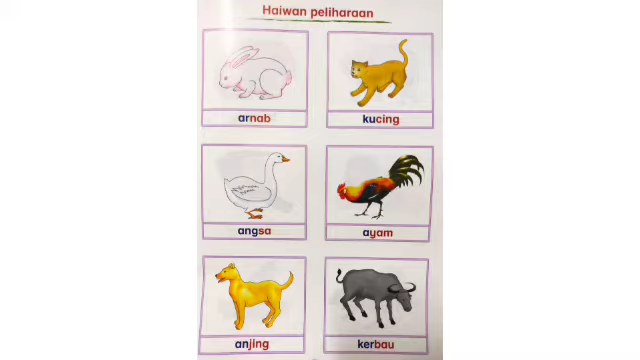 Haiwan peliharaan
arnab
kucing
angsa
ayam
anjing
kerbau